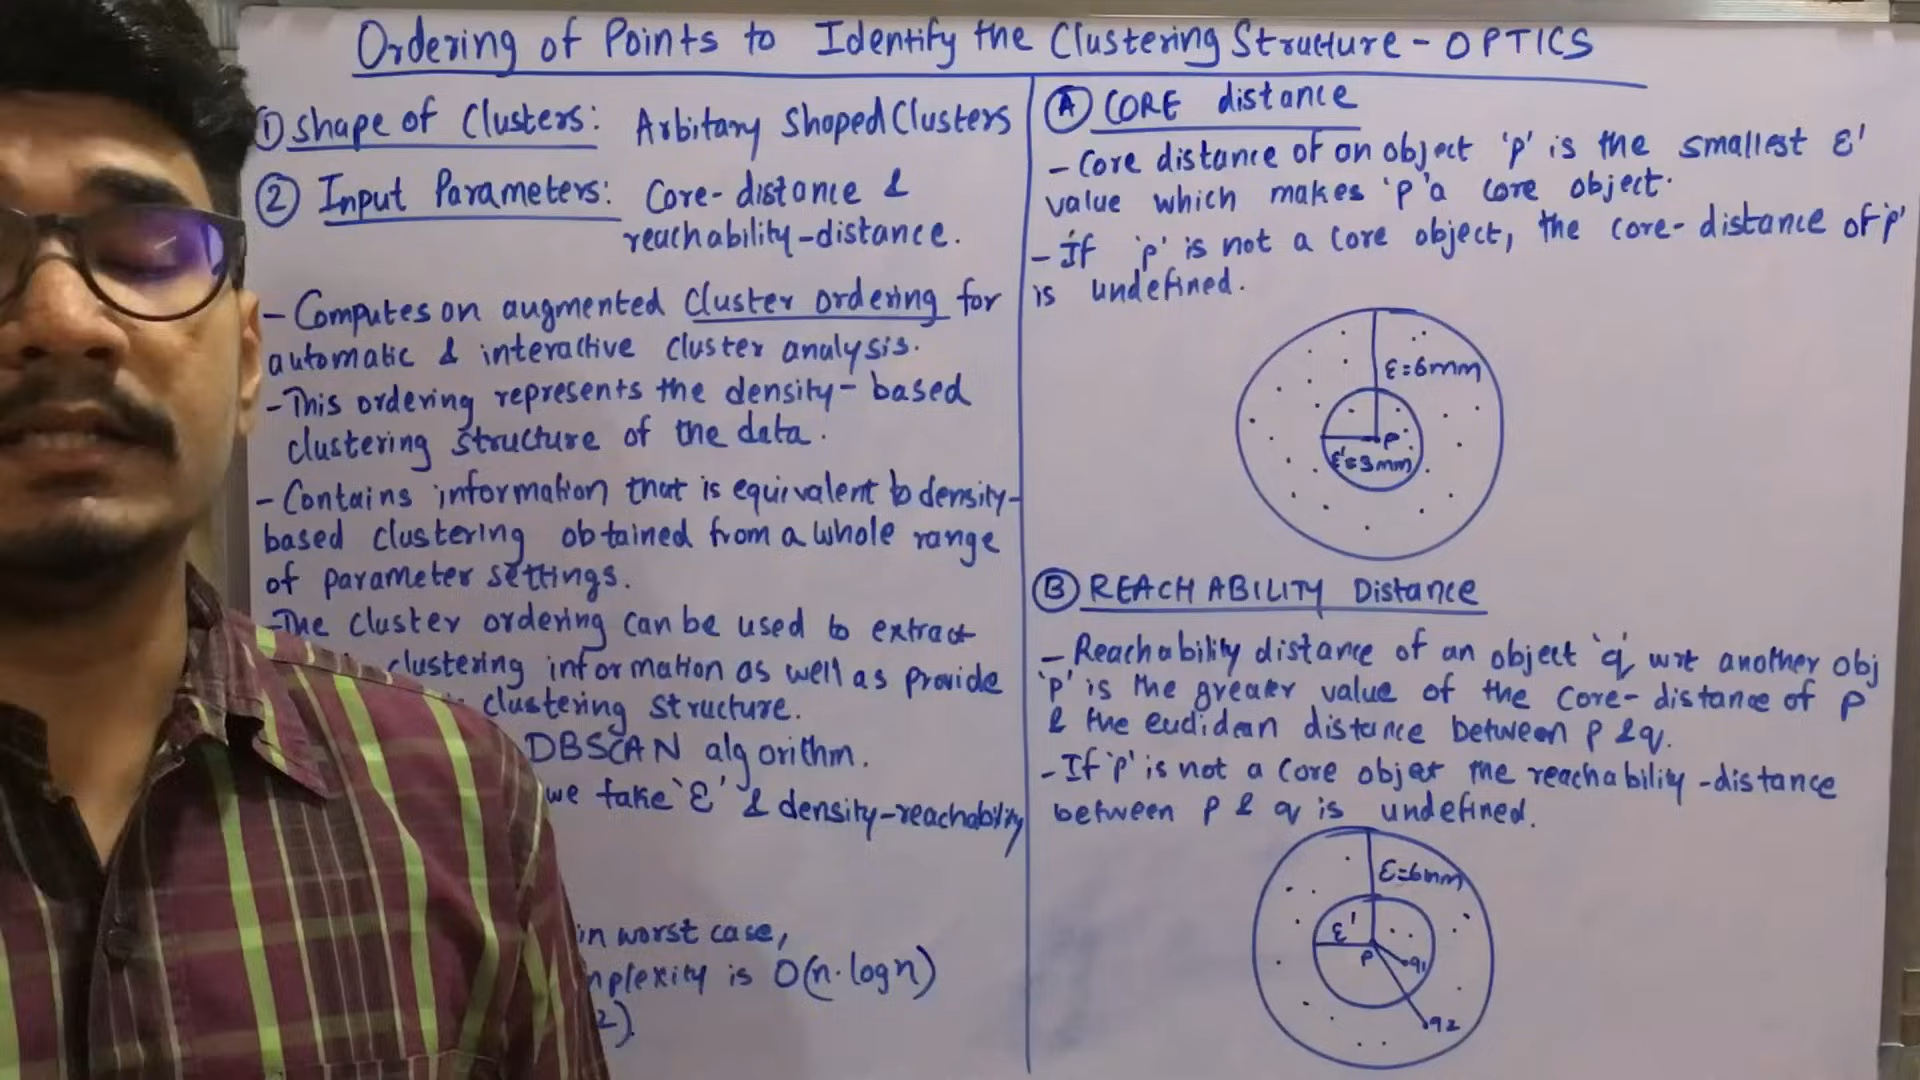 Ordering of Points to Identify the Clustering Structure - OPTICS
① Shape of Clusters: Arbitary Shaped Clusters
② Input Parameters: Core-distance &
reachability-distance.
- Computes an augmented Cluster ordering for
automatic & interactive cluster analysis.
- This ordering represents the density-based
clustering structure of the data.
- Contains information that is equivalent to density-
based clustering obtained from a whole range
of parameter settings.
- The cluster ordering can be used to extract
clustering information as well as provide
clustering structure.
DBSCAN algorithm.
we take 'ε' & density-reachability
in worst case,
is O(n.logn)
2).
Ⓐ CORE distance
- Core distance of an object 'p' is the smallest ε'
value which makes 'p' a core object.
- If 'p' is not a core object, the core-distance of 'p'
is undefined.
ε=6mm
P
ε'=3mm
Ⓑ REACHABILITY Distance
- Reachability distance of an object 'q' wrt another obj
'p' is the greater value of the core-distance of p
& the euclidean distance between p & q.
- If 'p' is not a core object the reachability-distance
between p & q is undefined.
ε=6mm
ε'
P
q1
q2